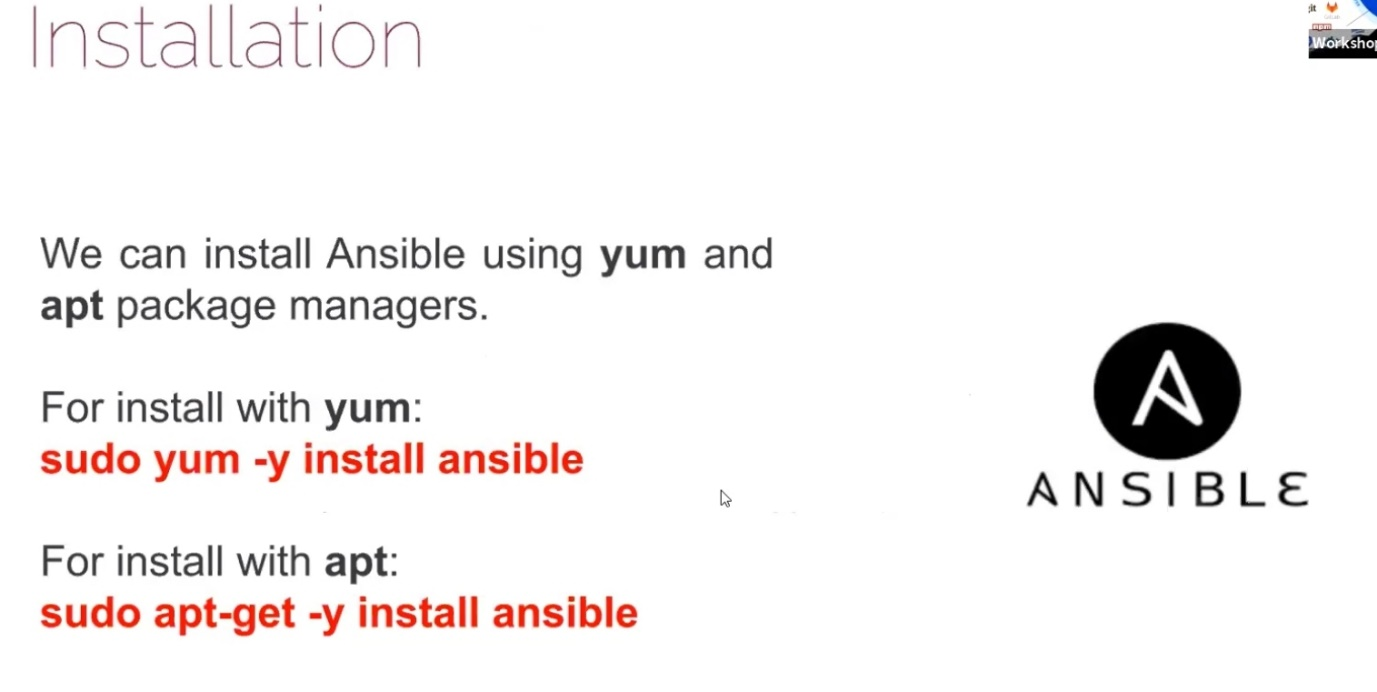 Installation
git
Workshop
We can install Ansible using yum and
apt package managers.
For install with yum:
sudo yum -y install ansible
ANSIBLE
For install with apt:
sudo apt-get -y install ansible